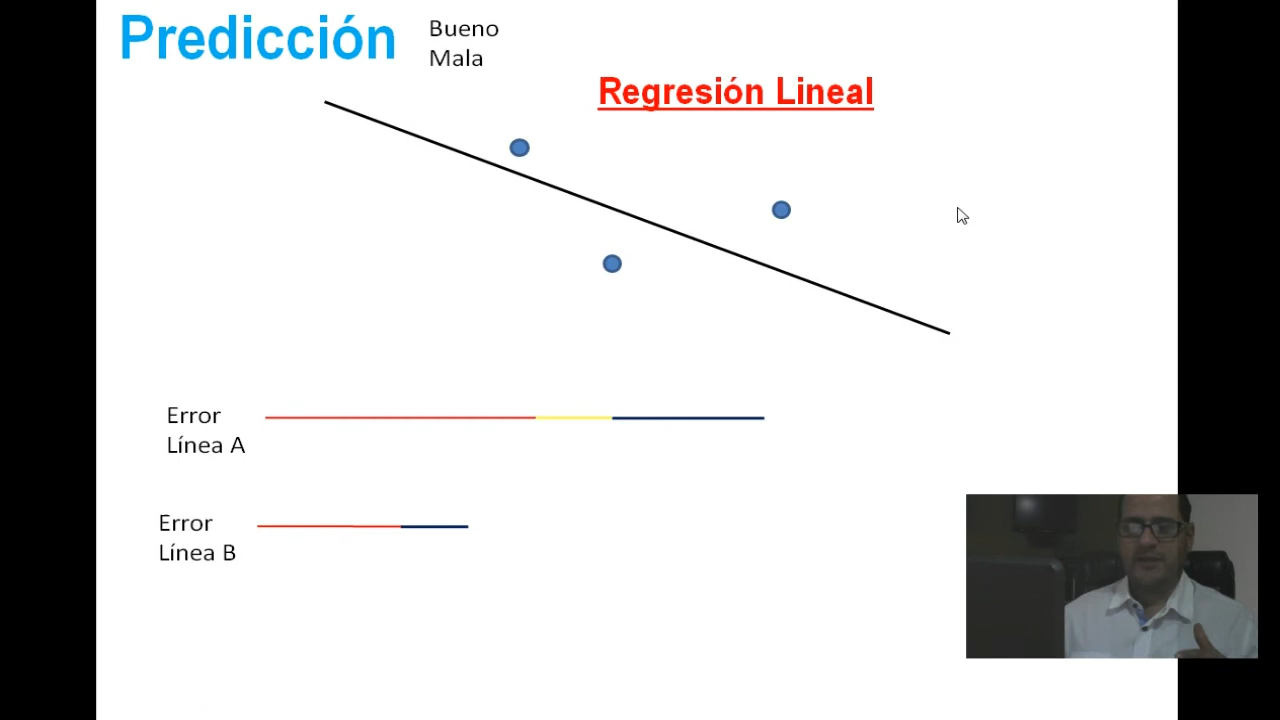 Predicción
Bueno
Mala
Regresión Lineal
Error
Línea A
Error
Línea B